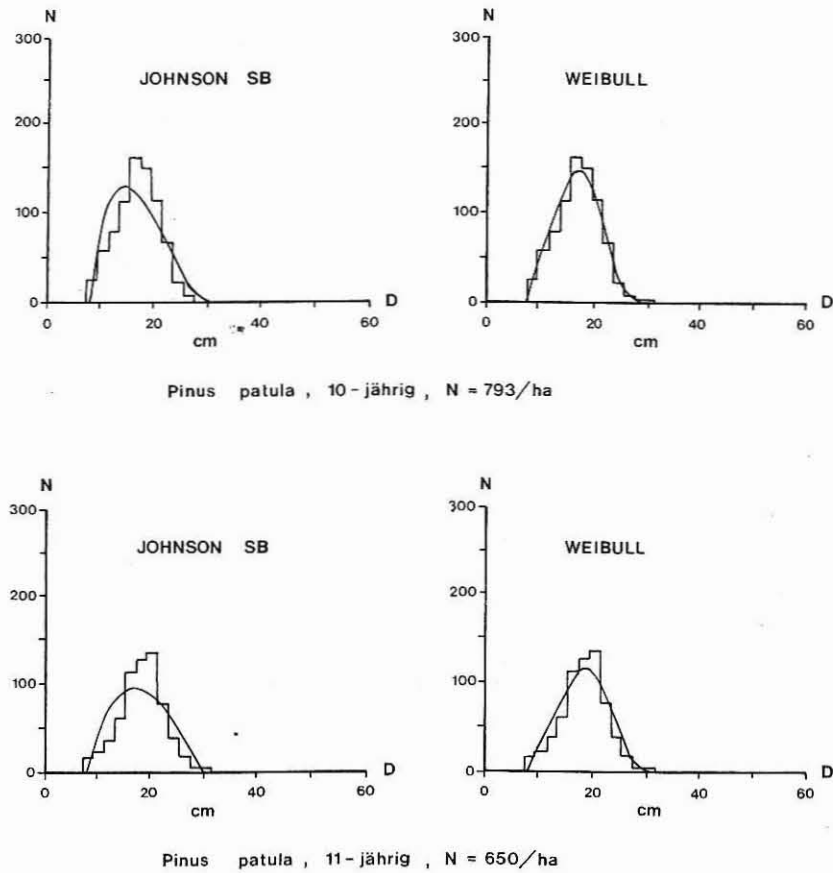 N
300
200
100
0
JOHNSON SB
0 20 40 60
D
cm
N
300
200
100
0
WEIBULL
0 20 40 60
D
cm
Pinus patula , 10-jährig , N = 793/ha
N
300
200
100
0
JOHNSON SB
0 20 40 60
D
cm
N
300
200
100
0
WEIBULL
0 20 40 60
D
cm
Pinus patula , 11-jährig , N = 650/ha